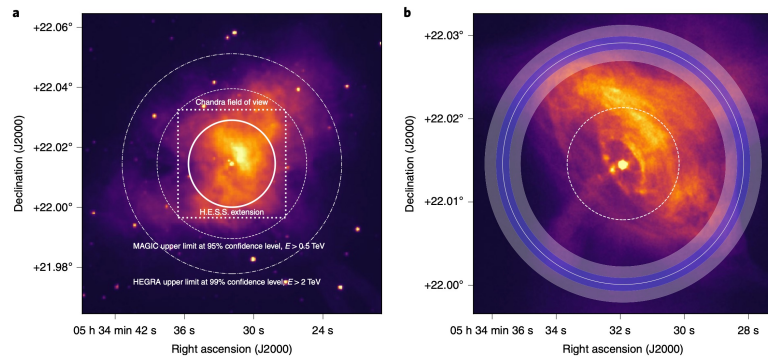 a
+22.06°
+22.04°
+22.02°
+22.00°
+21.98°
Declination (J2000)
Chandra field of view
H.E.S.S. extension
MAGIC upper limit at 95% confidence level, E > 0.5 TeV
HEGRA upper limit at 99% confidence level, E > 2 TeV
05 h 34 min 42 s
36 s
30 s
24 s
Right ascension (J2000)
b
+22.03°
+22.02°
+22.01°
+22.00°
Declination (J2000)
05 h 34 min 36 s
34 s
32 s
30 s
28 s
Right ascension (J2000)